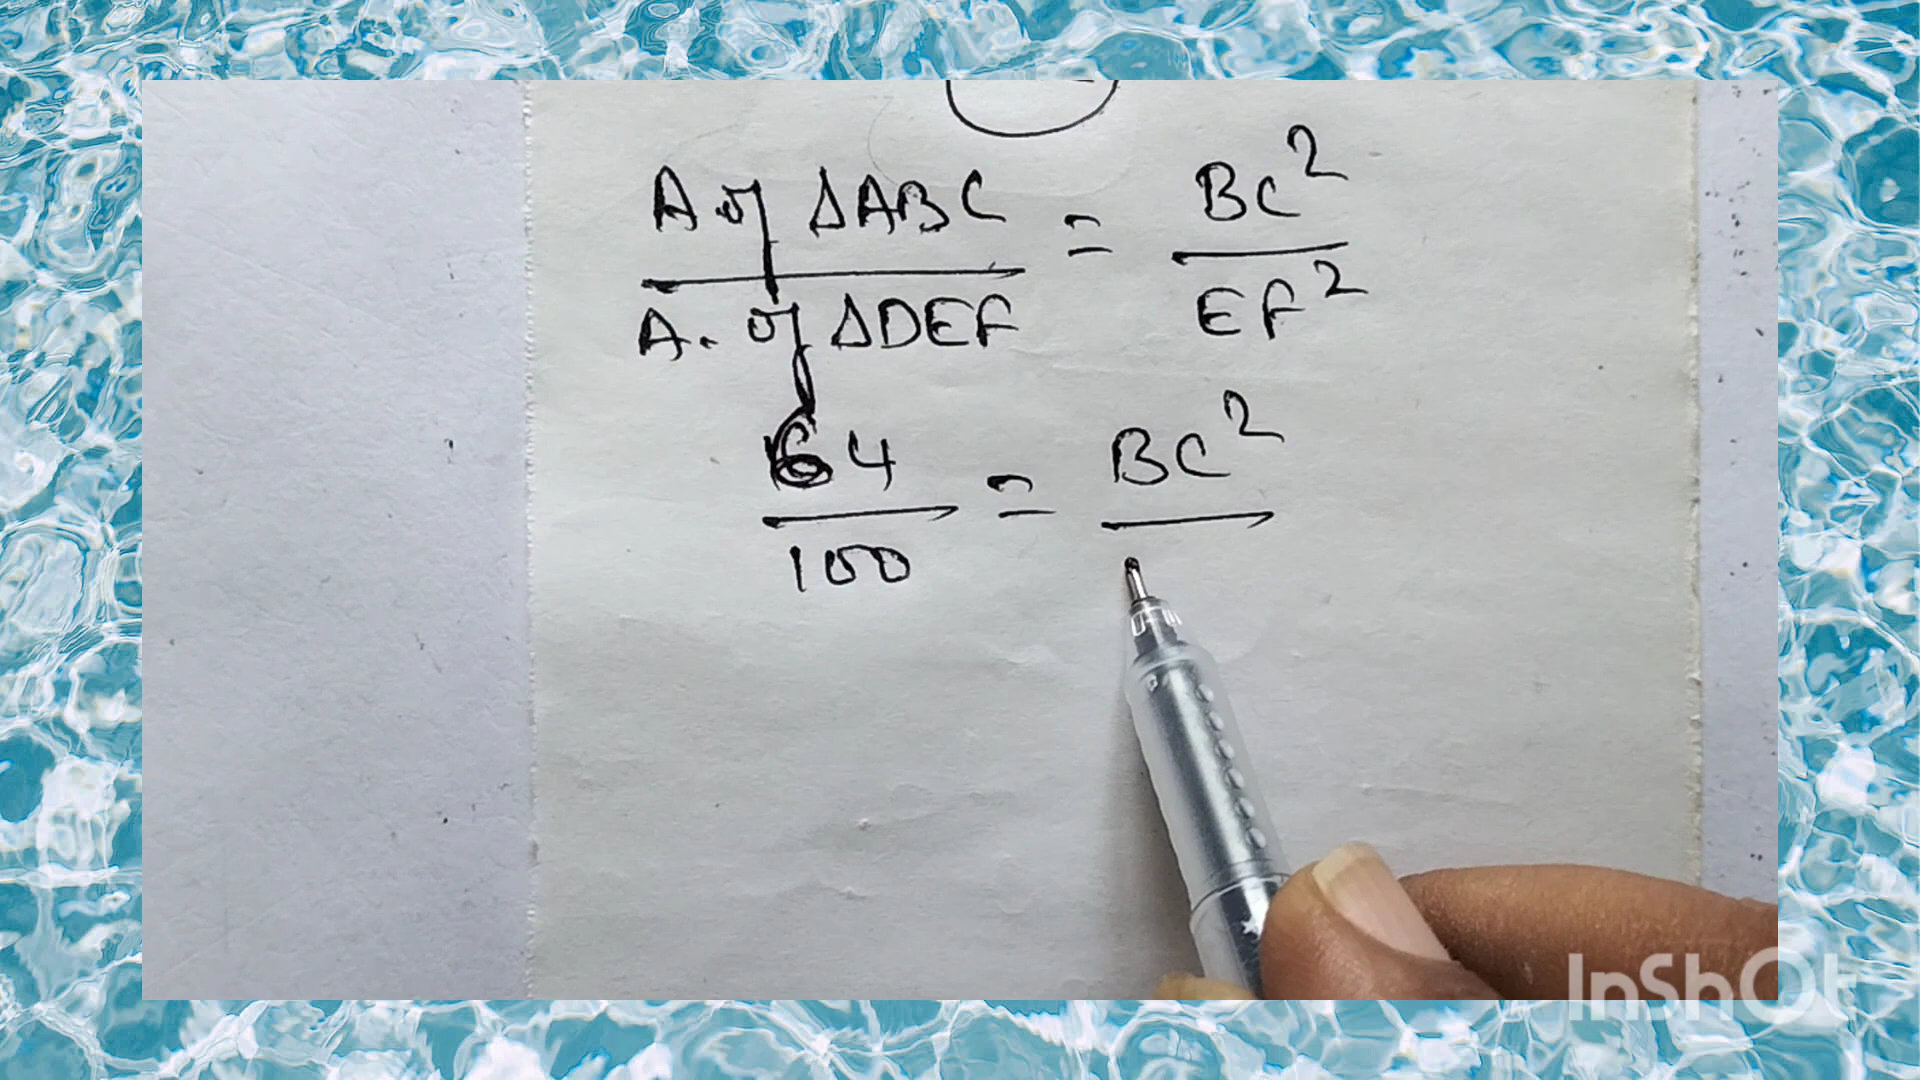 A of ΔABC = BC²
A. of ΔDEF EF²
64 = BC²
100
InShOt